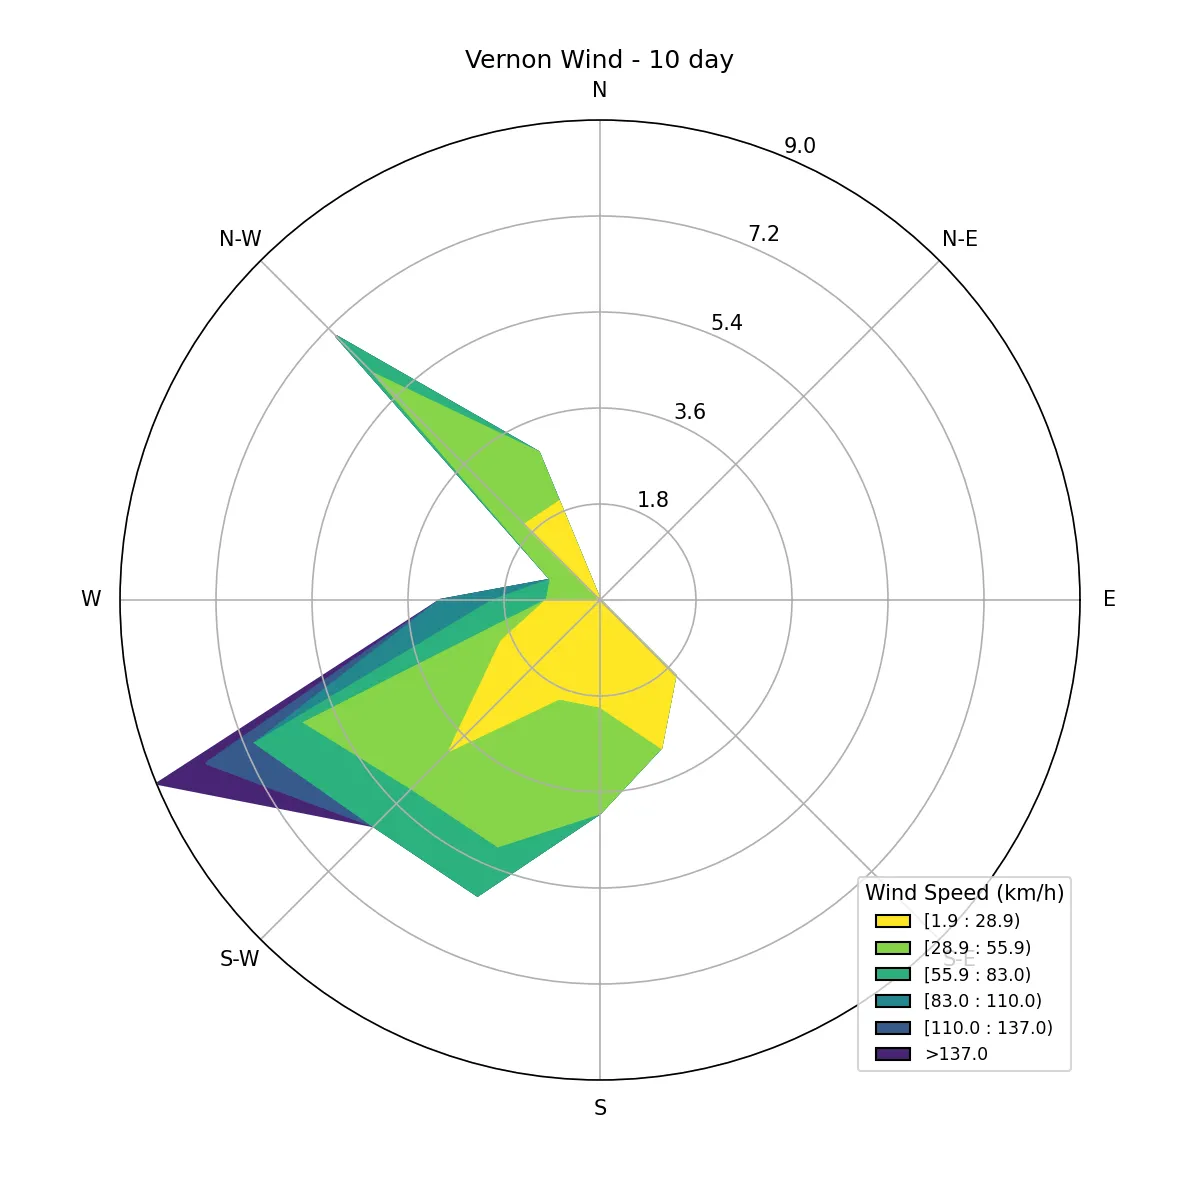 Vernon Wind - 10 day
N
9.0
N-W
N-E
7.2
5.4
3.6
1.8
W
E
Wind Speed (km/h)
[1.9 : 28.9)
[28.9 : 55.9)
S-W
S-E
[55.9 : 83.0)
[83.0 : 110.0)
[110.0 : 137.0)
>137.0
S